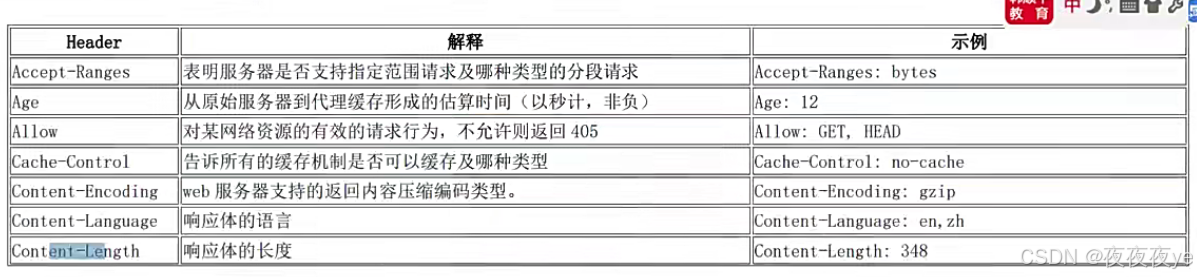 教 育 中
Header 解释 示例
Accept-Ranges 表明服务器是否支持指定范围请求及哪种类型的分段请求 Accept-Ranges: bytes
Age 从原始服务器到代理缓存形成的估算时间（以秒计，非负） Age: 12
Allow 对某网络资源的有效的请求行为，不允许则返回 405 Allow: GET, HEAD
Cache-Control 告诉所有的缓存机制是否可以缓存及哪种类型 Cache-Control: no-cache
Content-Encoding web 服务器支持的返回内容压缩编码类型。 Content-Encoding: gzip
Content-Language 响应体的语言 Content-Language: en,zh
Content-Length 响应体的长度 Content-Length: 348
CSDN @夜夜夜ye